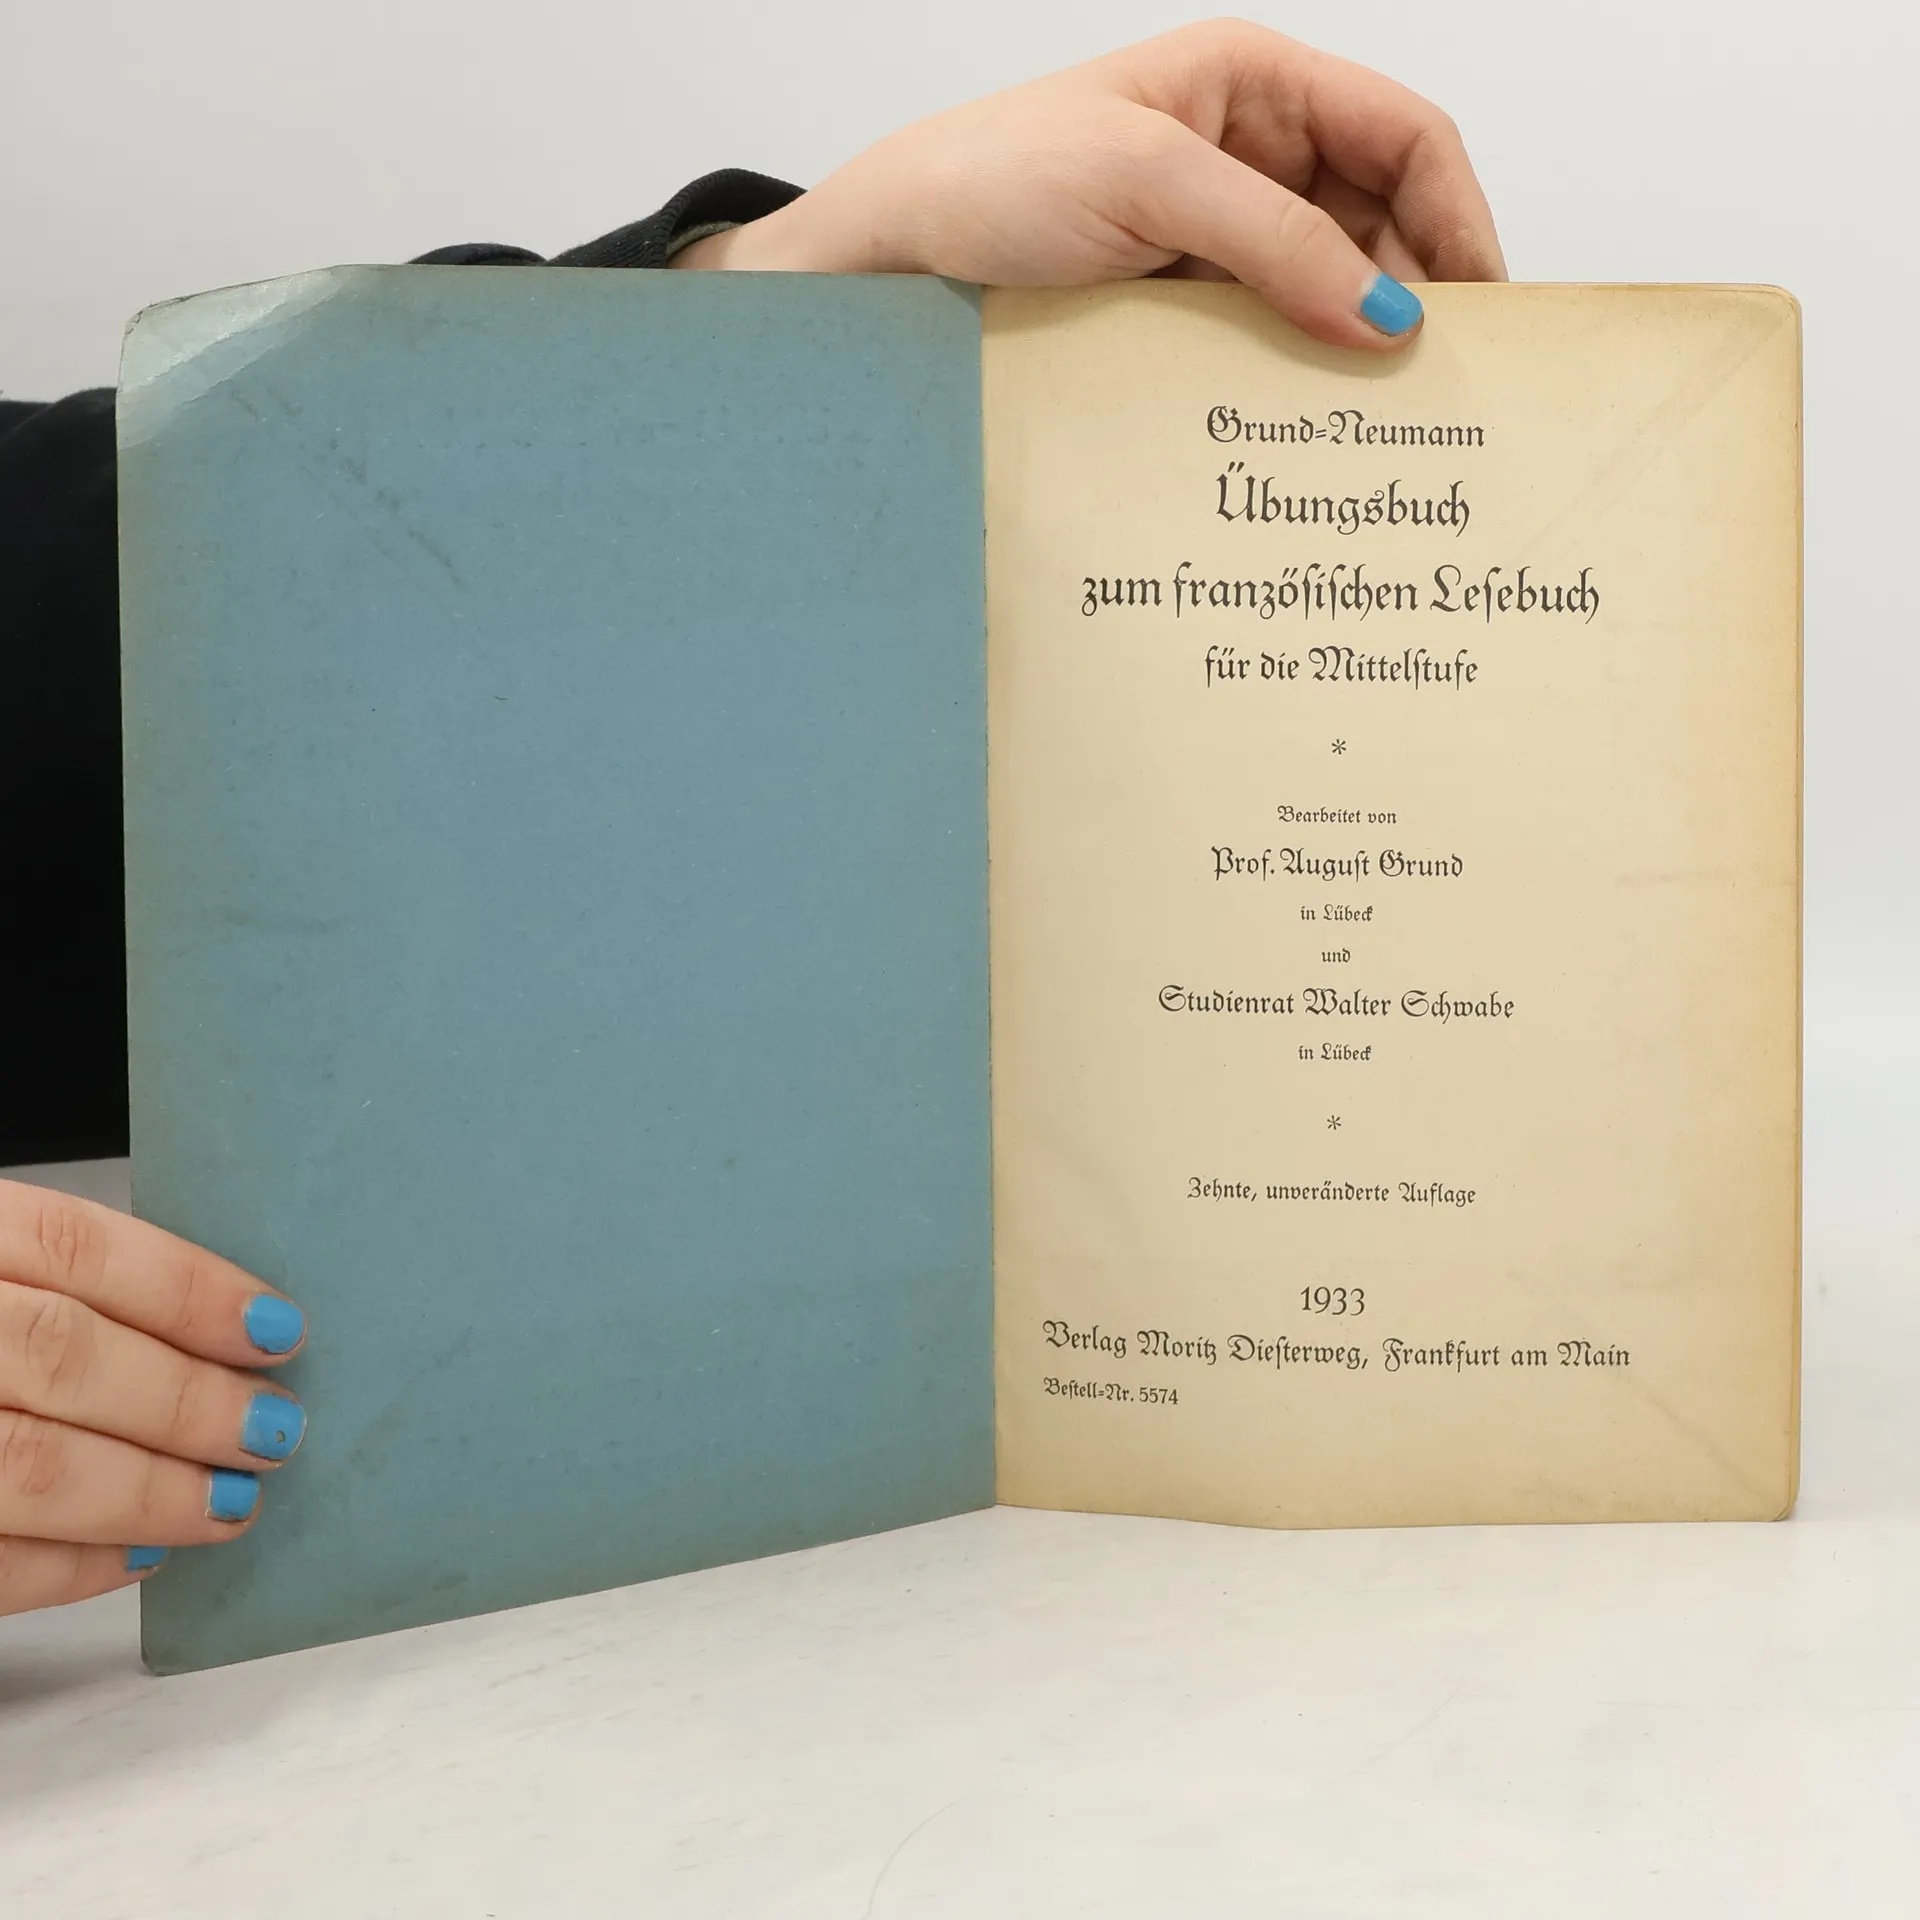 Grund=Neumann
Übungsbuch
zum französischen Lesebuch
für die Mittelstufe
*
Bearbeitet von
Prof. August Grund
in Lübeck
und
Studienrat Walter Schwabe
in Lübeck
*
Zehnte, unveränderte Auflage
1933
Verlag Moritz Diesterweg, Frankfurt am Main
Bestell=Nr. 5574